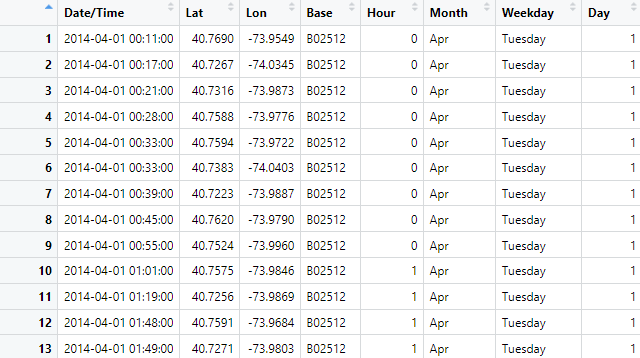 Date/Time Lat Lon Base Hour Month Weekday Day
1 2014-04-01 00:11:00 40.7690 -73.9549 B02512 0 Apr Tuesday 1
2 2014-04-01 00:17:00 40.7267 -74.0345 B02512 0 Apr Tuesday 1
3 2014-04-01 00:21:00 40.7316 -73.9873 B02512 0 Apr Tuesday 1
4 2014-04-01 00:28:00 40.7588 -73.9776 B02512 0 Apr Tuesday 1
5 2014-04-01 00:33:00 40.7594 -73.9722 B02512 0 Apr Tuesday 1
6 2014-04-01 00:33:00 40.7383 -74.0403 B02512 0 Apr Tuesday 1
7 2014-04-01 00:39:00 40.7223 -73.9887 B02512 0 Apr Tuesday 1
8 2014-04-01 00:45:00 40.7620 -73.9790 B02512 0 Apr Tuesday 1
9 2014-04-01 00:55:00 40.7524 -73.9960 B02512 0 Apr Tuesday 1
10 2014-04-01 01:01:00 40.7575 -73.9846 B02512 1 Apr Tuesday 1
11 2014-04-01 01:19:00 40.7256 -73.9869 B02512 1 Apr Tuesday 1
12 2014-04-01 01:48:00 40.7591 -73.9684 B02512 1 Apr Tuesday 1
13 2014-04-01 01:49:00 40.7271 -73.9803 B02512 1 Apr Tuesday 1